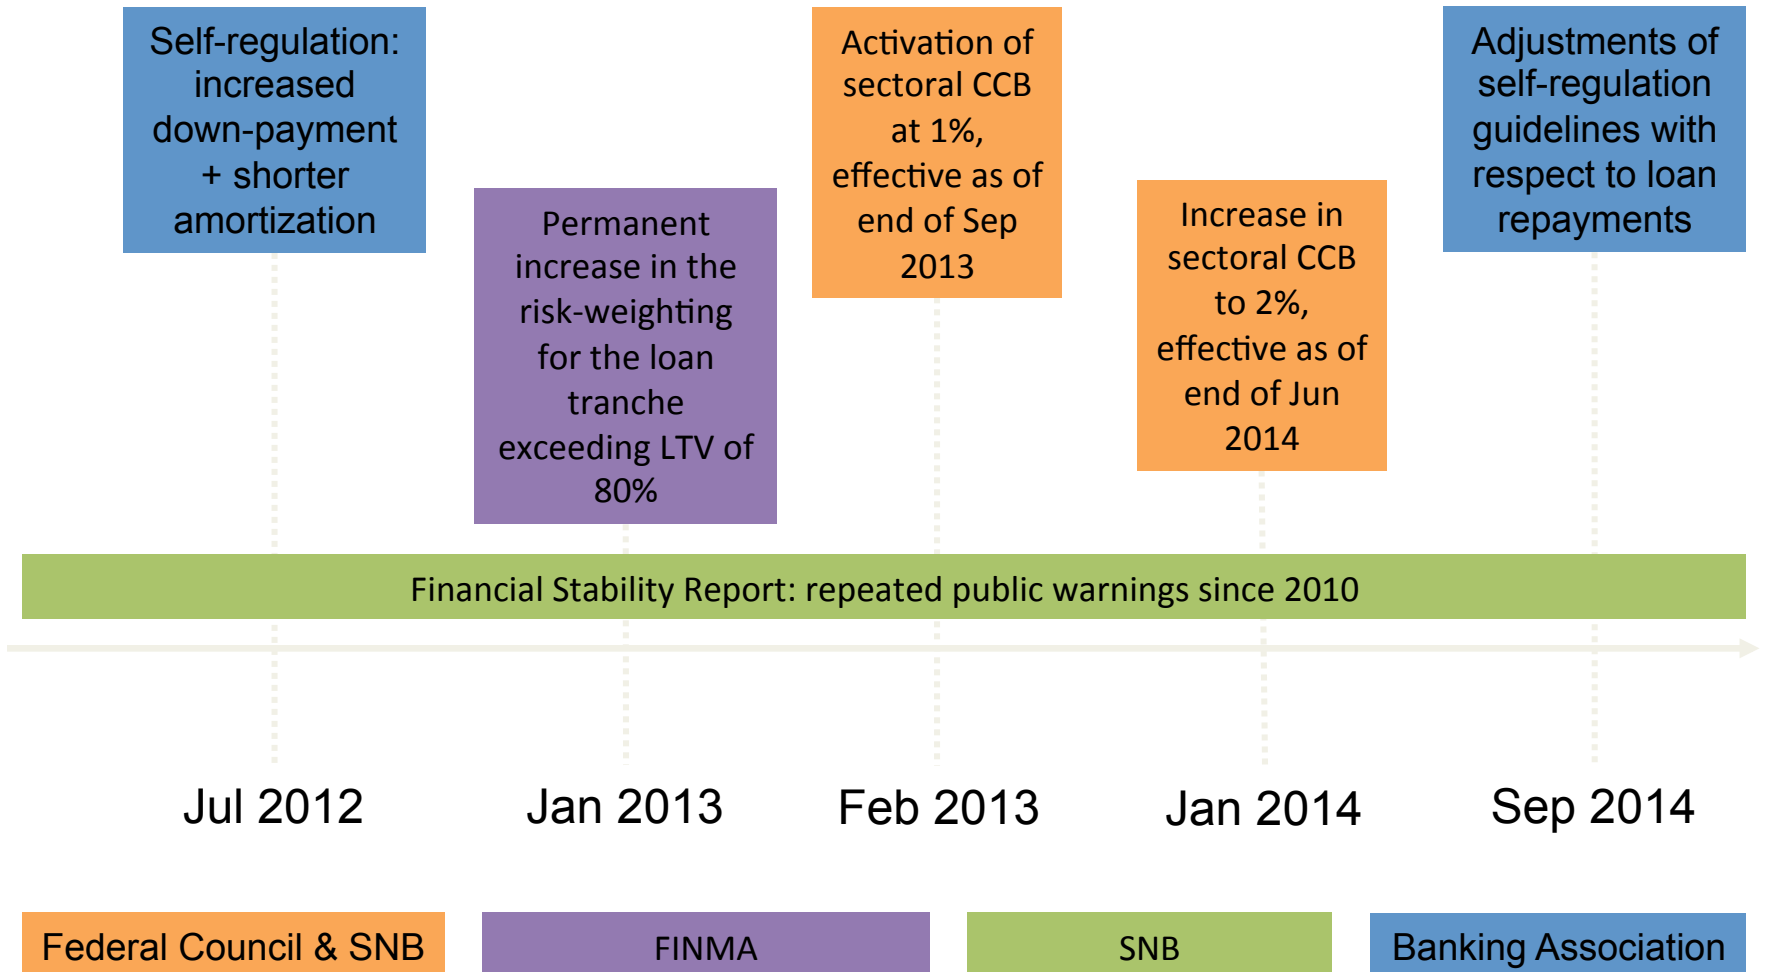 Self-regulation:
increased
down-payment
+ shorter
amortization
Permanent
increase in the
risk-weighting
for the loan
tranche
exceeding LTV of
80%
Activation of
sectoral CCB
at 1%,
effective as of
end of Sep
2013
Increase in
sectoral CCB
to 2%,
effective as of
end of Jun
2014
Adjustments of
self-regulation
guidelines with
respect to loan
repayments
Financial Stability Report: repeated public warnings since 2010
Jul 2012
Jan 2013
Feb 2013
Jan 2014
Sep 2014
Federal Council & SNB
FINMA
SNB
Banking Association